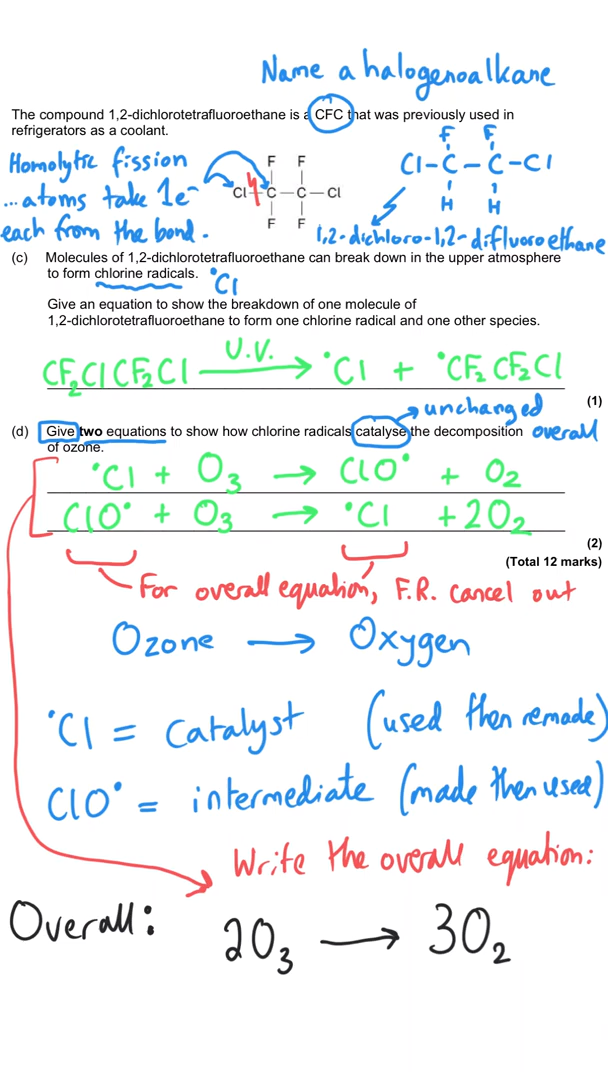 Name a halogenoalkane
The compound 1,2-dichlorotetrafluoroethane is a CFC that was previously used in
refrigerators as a coolant.
Homolytic fission
...atoms take 1e⁻
each from the bond.
F F
Cl-C-C-Cl
F F
F F
Cl-C-C-Cl
H H
1,2-dichloro-1,2-difluoroethane
(c) Molecules of 1,2-dichlorotetrafluoroethane can break down in the upper atmosphere
to form chlorine radicals. •Cl
Give an equation to show the breakdown of one molecule of
1,2-dichlorotetrafluoroethane to form one chlorine radical and one other species.
CF₂ClCF₂Cl U.V. → •Cl + •CF₂CF₂Cl
(1)
→ unchanged
(d) Give two equations to show how chlorine radicals catalyse the decomposition overall
of ozone.
•Cl + O₃ → ClO• + O₂
ClO• + O₃ → •Cl + 2O₂
(2)
(Total 12 marks)
For overall equation, F.R. cancel out
Ozone → Oxygen
•Cl = Catalyst (used then remade)
ClO• = intermediate (made then used)
Write the overall equation:
Overall: 2O₃ → 3O₂